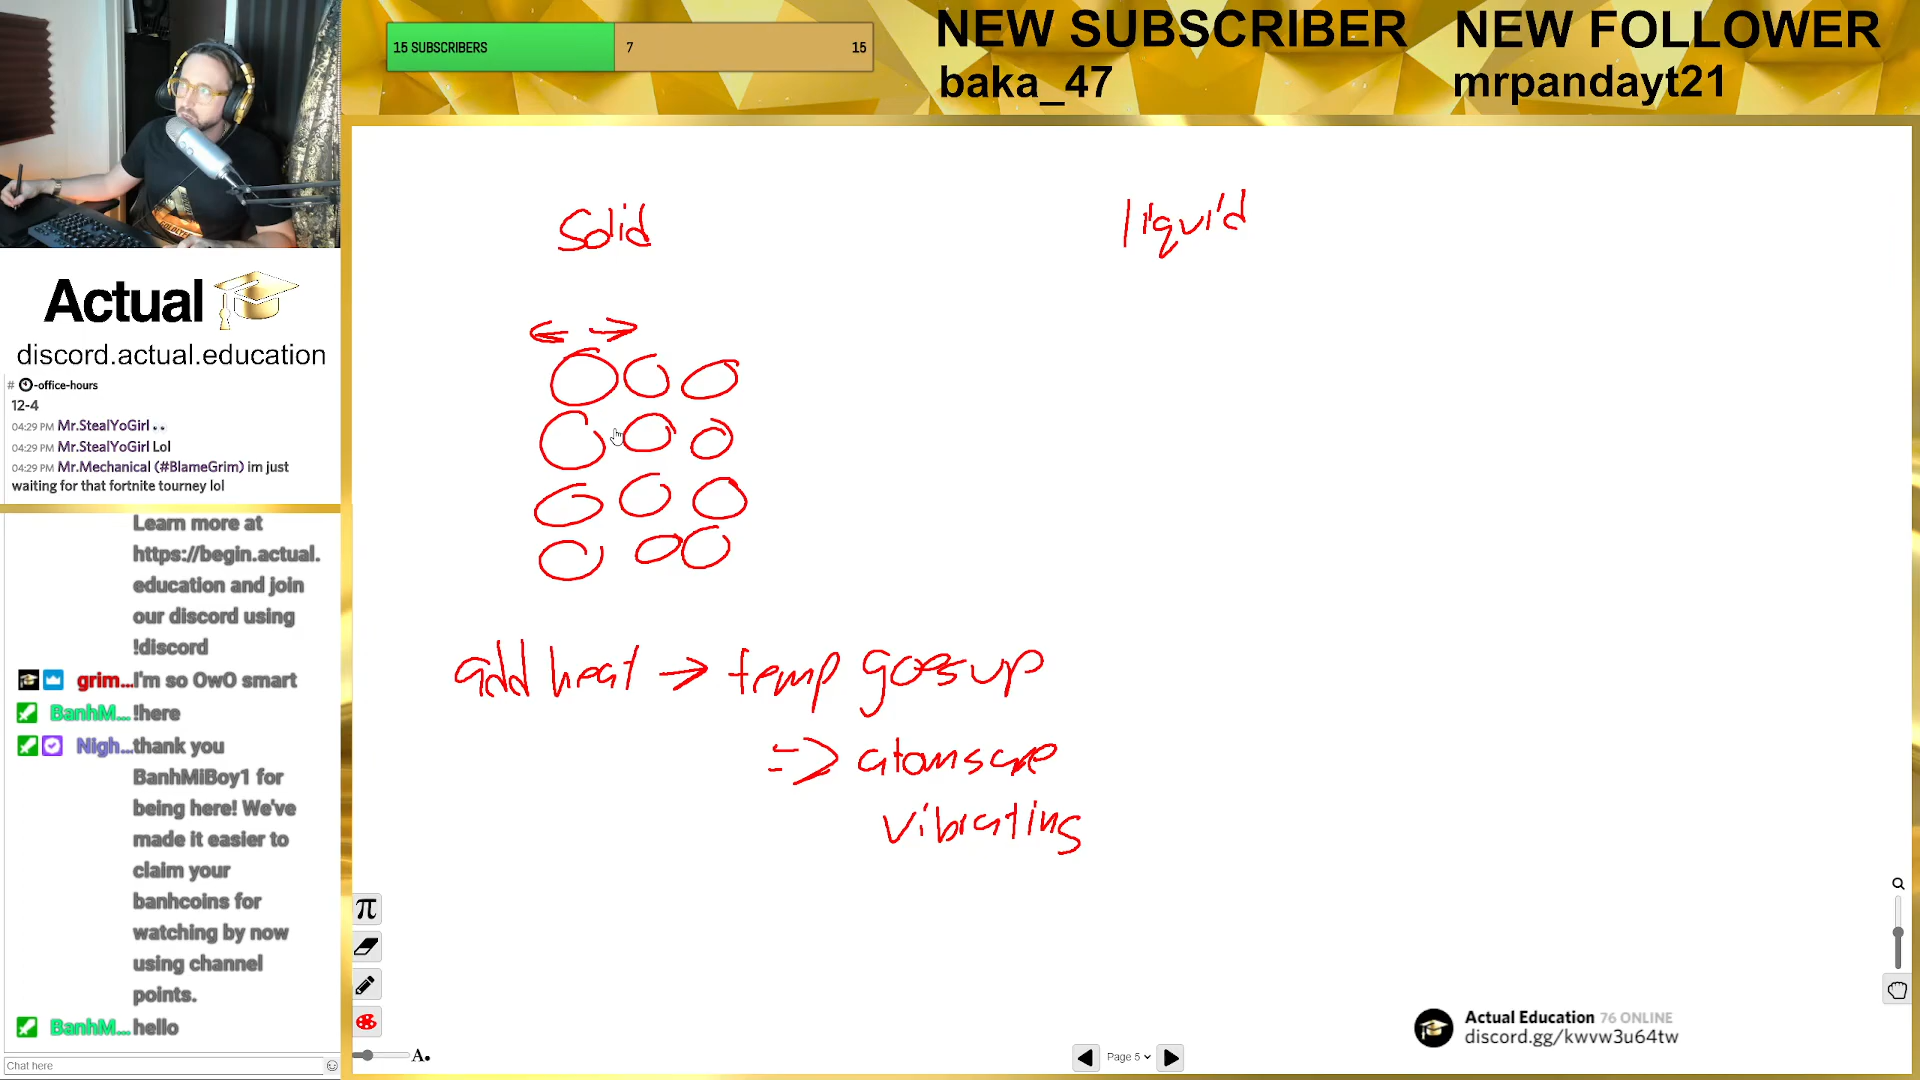 15 SUBSCRIBERS
7
15
NEW SUBSCRIBER
baka_47
NEW FOLLOWER
mrpandayt21
Actual
discord.actual.education
# -office-hours
12-4
04:29 PM Mr.StealYoGirl 👀
04:29 PM Mr.StealYoGirl Lol
04:29 PM Mr.Mechanical (#BlameGrim) im just
waiting for that fortnite tourney lol
Learn more at
https://begin.actual.
education and join
our discord using
!discord
grim...I'm so OwO smart
BanhM... !here
Nigh...thank you
BanhMiBoy1 for
being here! We've
made it easier to
claim your
banhcoins for
watching by now
using channel
points.
BanhM... hello
Chat here
solid
liquid
add heat → temp goes up
=> atoms are
vibrating
π
A.
Page 5
Actual Education 76 ONLINE
discord.gg/kwvw3u64tw